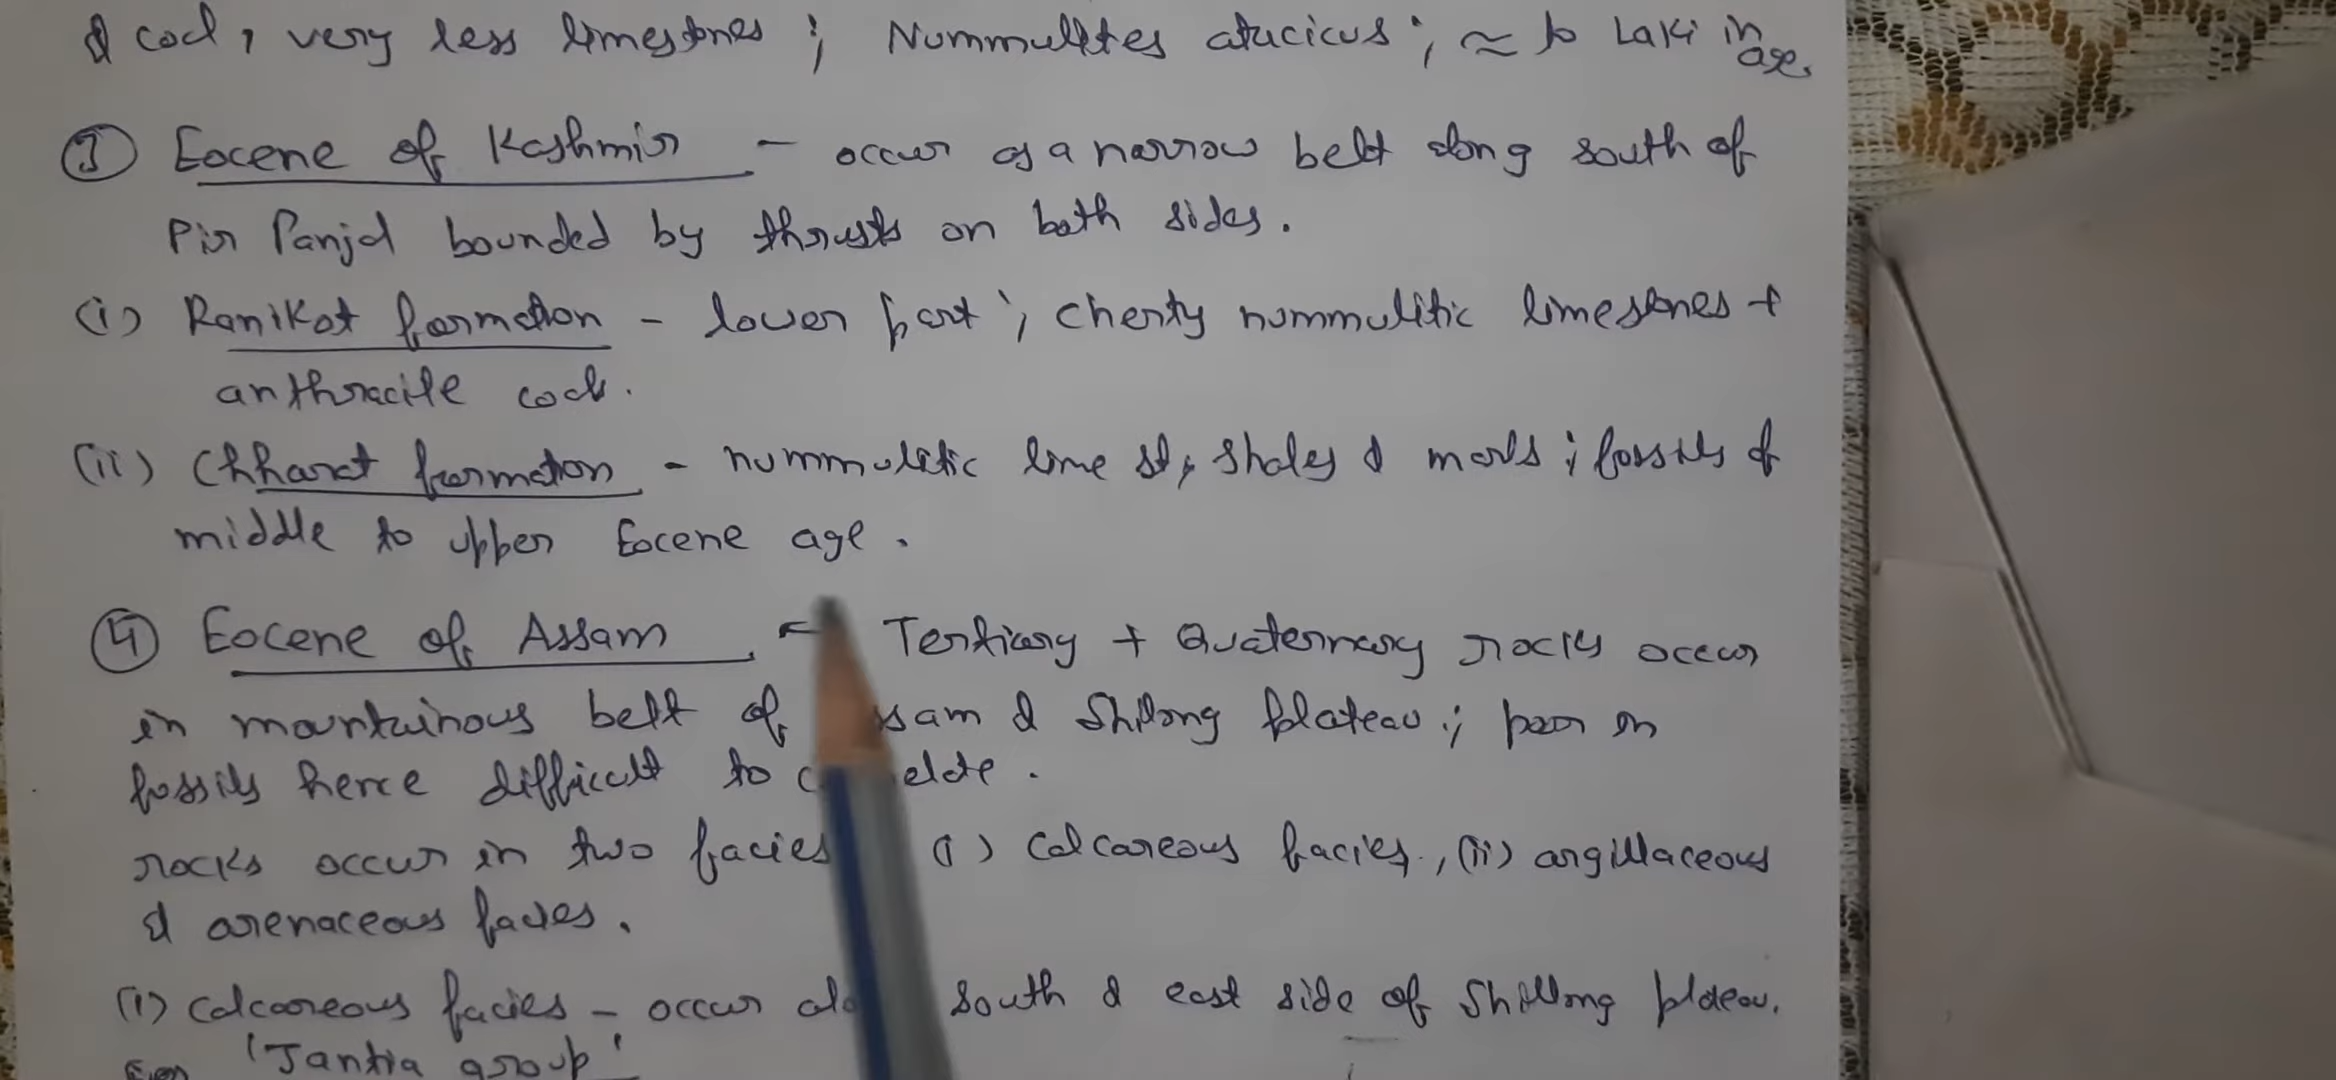 & coal, very less limestones ; Nummulites atacicus ; ≈ to Laki in age.
③ Eocene of Kashmir - occur as a narrow belt along south of
Pir Panjal bounded by thrusts on both sides.
(i) Ranikot formation - lower part ; cherty nummulitic limestones +
anthracite coal.
(ii) Chharat formation - nummulitic lime st, shales & marls ; fossils of
middle to upper Eocene age.
④ Eocene of Assam - Tertiary + Quaternary rocks occur
in mountainous belt of & Shillong plateau ; poor in
fossils hence difficult to
rocks occur in two facies (i) calcareous facies, (ii) argillaceous
& arenaceous facies.
(i) calcareous facies - occur south & east side of Shillong plateau.
'Jantia group'